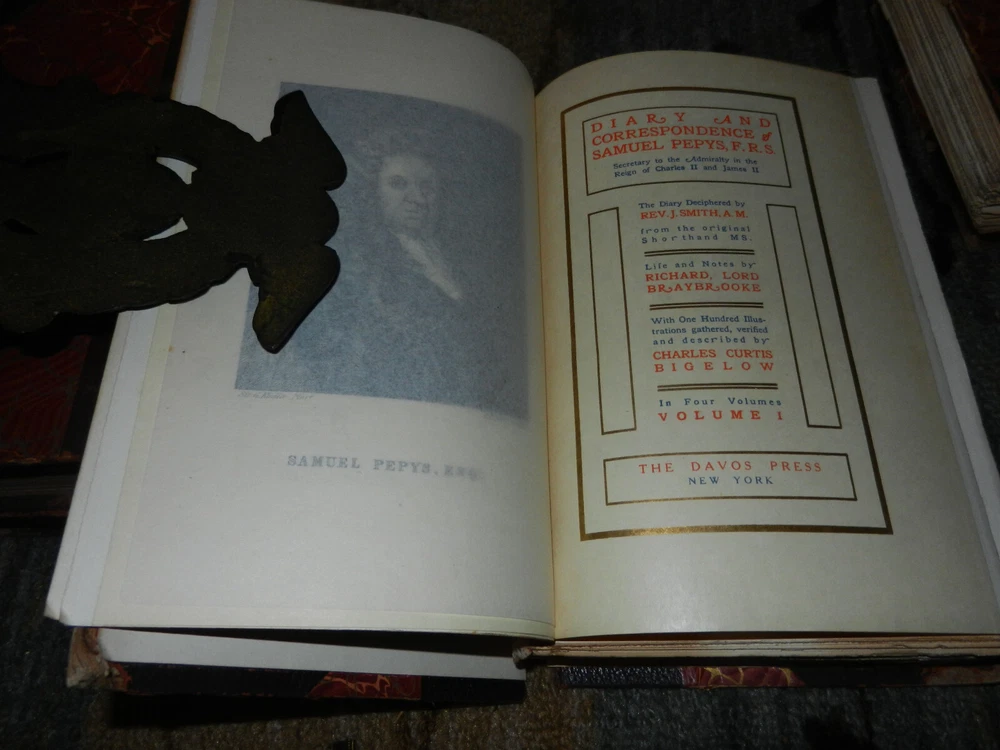 SAMUEL PEYS, ESQ
DIARY AND
CORRESPONDENCE of
SAMUEL PEPYS, F.R.S.
Secretary to the Admiralty in the
Reign of Charles II and James II
The Diary Deciphered by
REV. J. SMITH, A.M.
from the original
Shorthand MS.
Life and Notes by
RICHARD, LORD
BRAYBROOKE
With One Hundred Illus-
trations gathered, verified
and described by
CHARLES CURTIS
BIGELOW
In Four Volumes
VOLUME I
THE DAVOS PRESS
NEW YORK